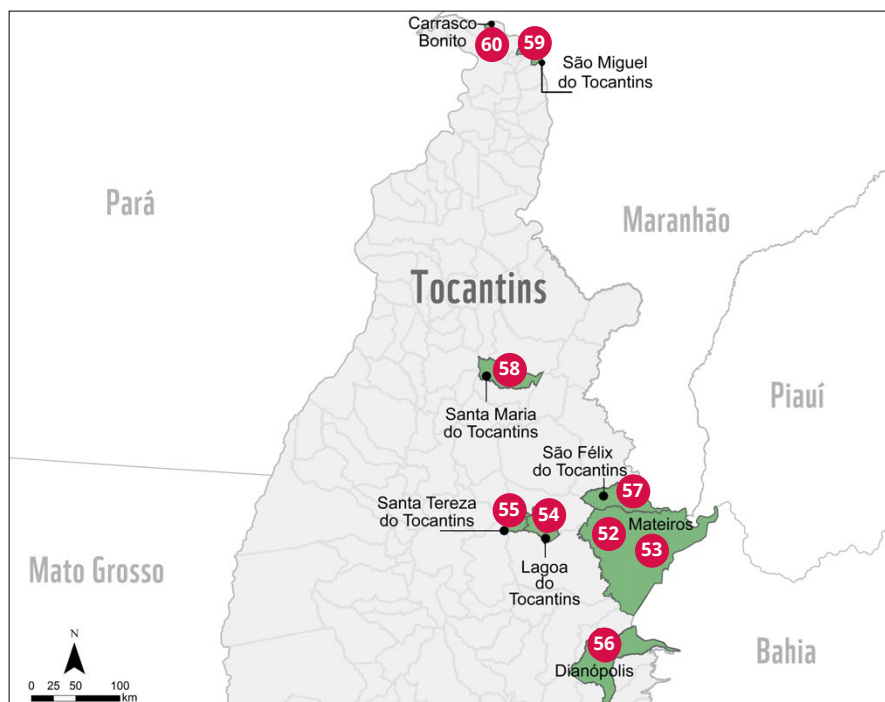 Carrasco
Bonito
60
59
São Miguel
do Tocantins
Pará
Maranhão
Tocantins
58
Santa Maria
do Tocantins
Piauí
São Félix
do Tocantins
57
Santa Tereza
do Tocantins
55
54
Lagoa
do
Tocantins
Mateiros
52
53
Mato Grosso
56
Dianópolis
Bahia
N
0 25 50 100
km